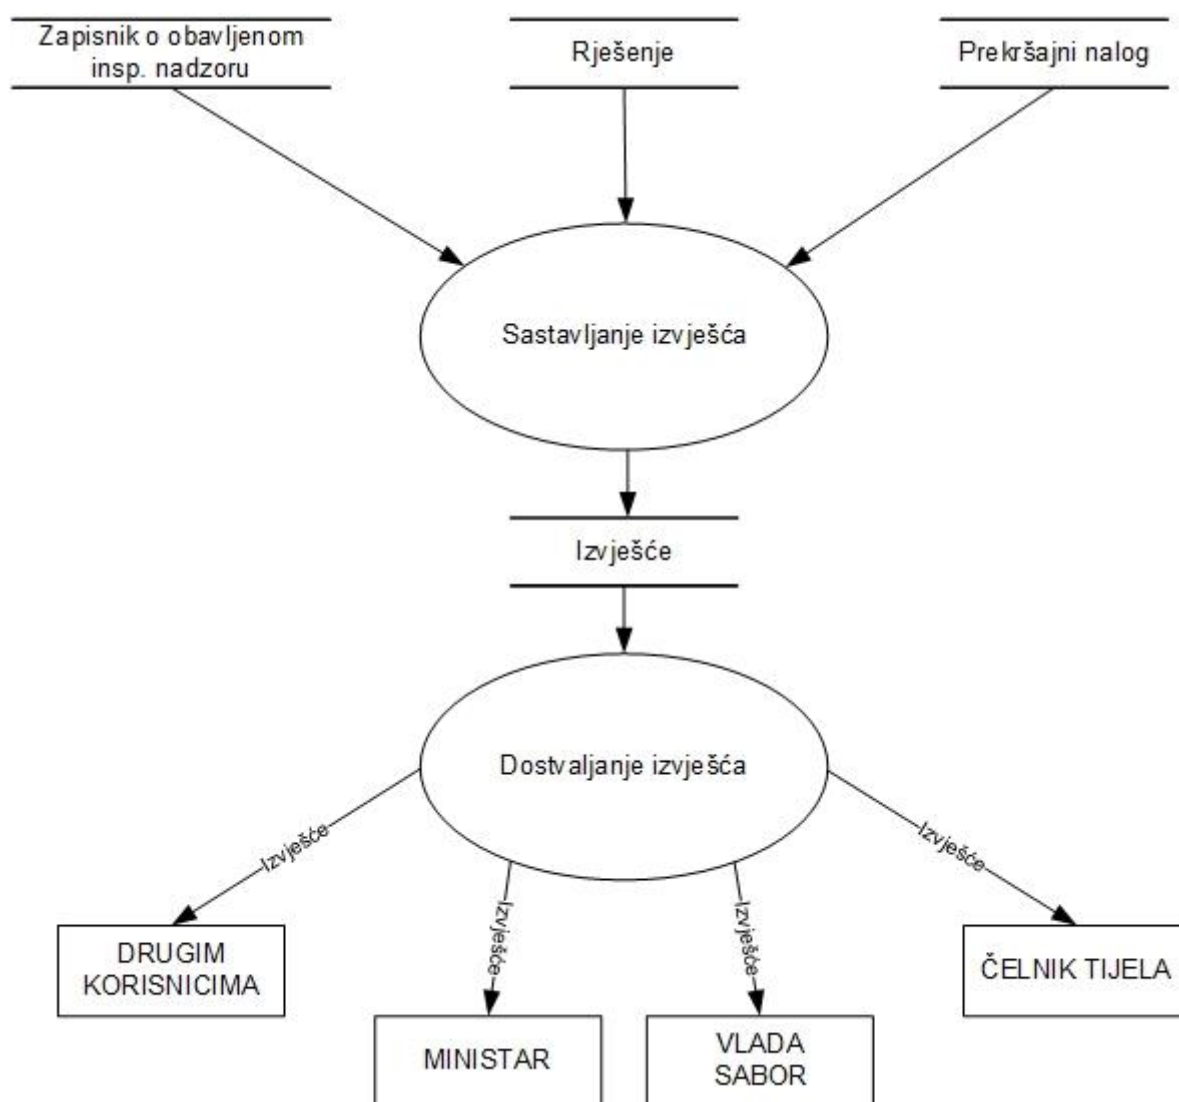 Zapisnik o obavljenom
insp. nadzoru
Rješenje
Prekršajni nalog
Sastavljanje izvješća
Izvješće
Dostvaljanje izvješća
Izvješće
Izvješće
Izvješće
Izvješće
DRUGIM
KORISNICIMA
MINISTAR
VLADA
SABOR
ČELNIK TIJELA